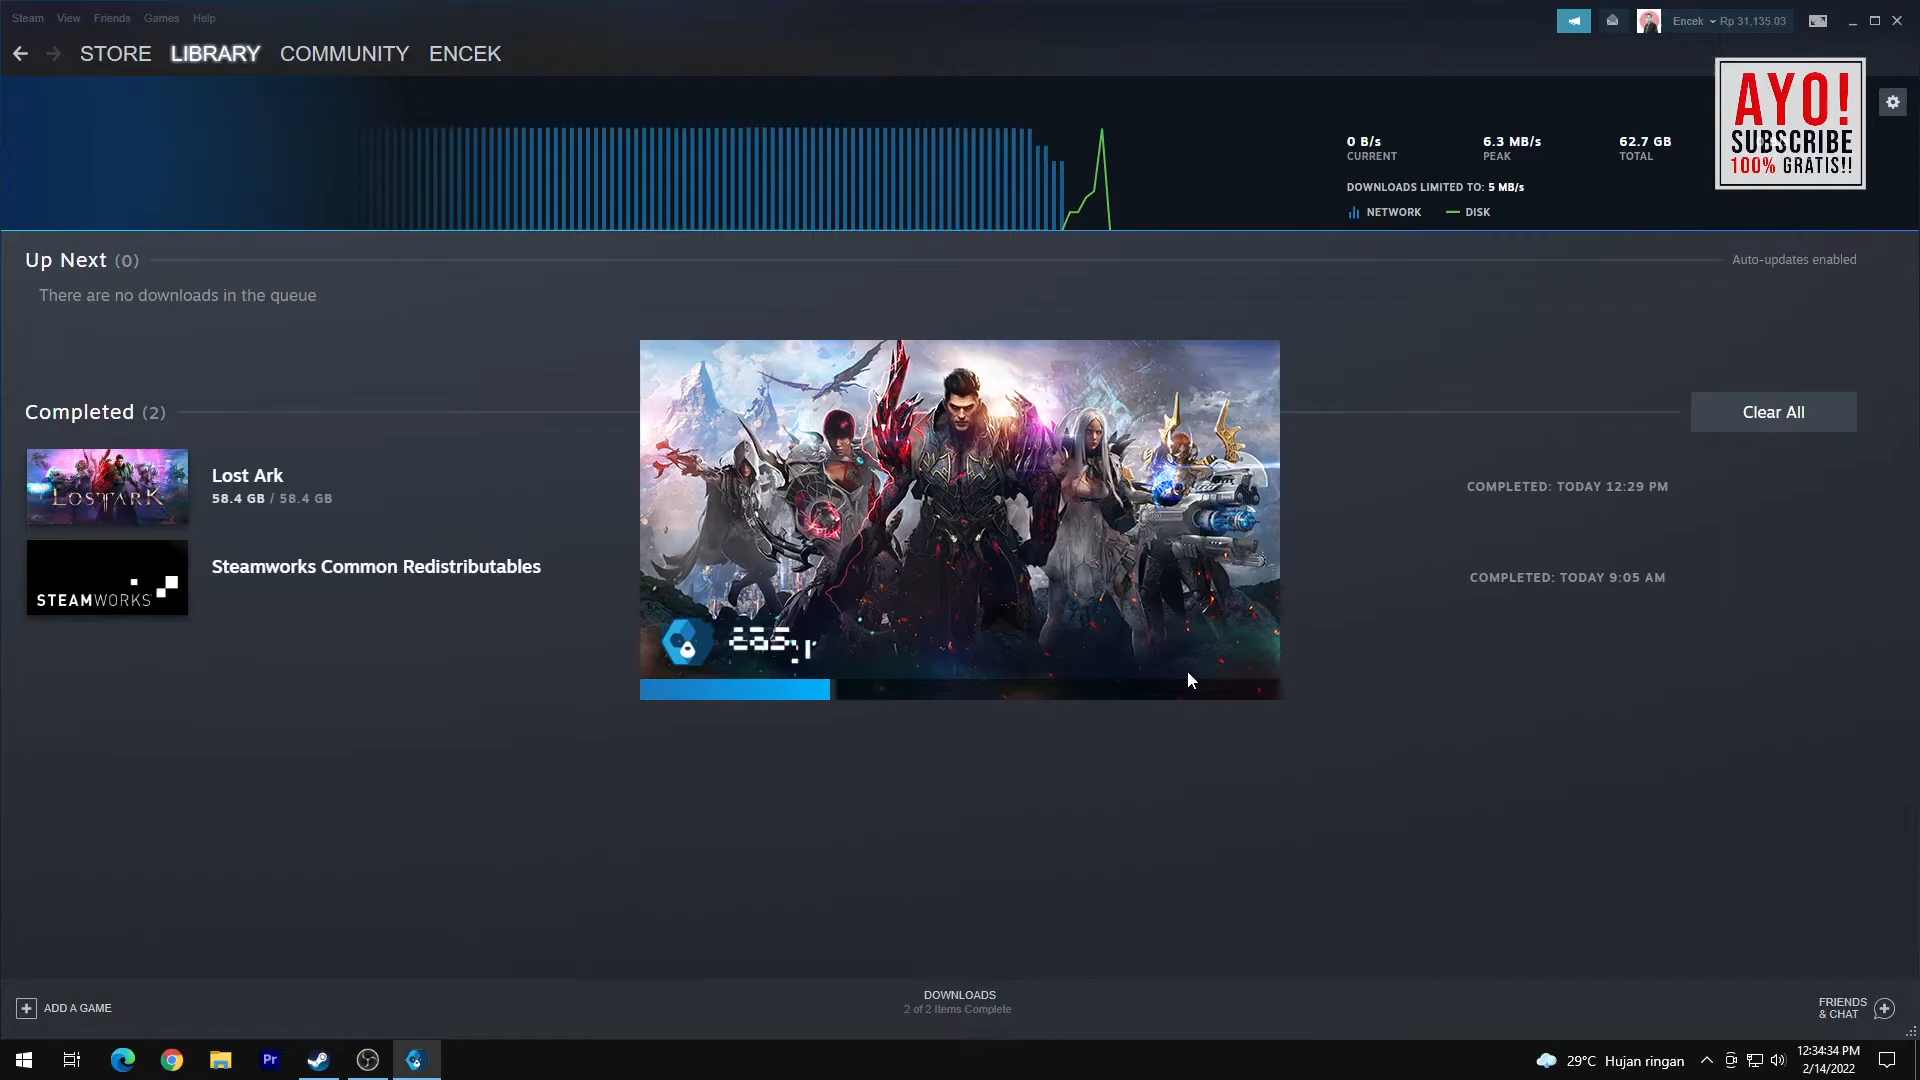 Steam View Friends Games Help
Encek Rp 31,135.03
STORE LIBRARY COMMUNITY ENCEK
AYO!
SUBSCRIBE
100% GRATIS!!
0 B/s 6.3 MB/s 62.7 GB
CURRENT PEAK TOTAL
DOWNLOADS LIMITED TO: 5 MB/s
NETWORK DISK
Up Next (0)
Auto-updates enabled
There are no downloads in the queue
Completed (2)
Clear All
LOST ARK
Lost Ark
58.4 GB / 58.4 GB
COMPLETED: TODAY 12:29 PM
STEAMWORKS
Steamworks Common Redistributables
COMPLETED: TODAY 9:05 AM
ADD A GAME
DOWNLOADS
2 of 2 Items Complete
FRIENDS
& CHAT
Pr
29°C Hujan ringan
12:34:34 PM
2/14/2022